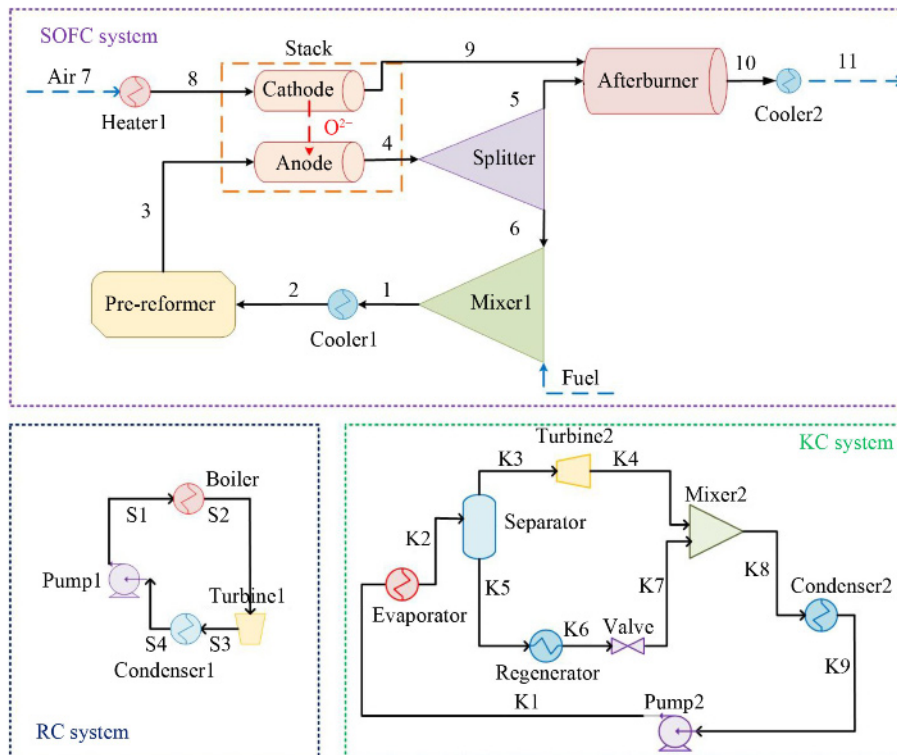 SOFC system
Stack
9
Air 7
8
Cathode
Afterburner
10
11
Heater1
O²⁻
5
Cooler2
Anode
4
Splitter
3
6
Pre-reformer
2
1
Mixer1
Cooler1
Fuel
KC system
Turbine2
K3
K4
Boiler
Mixer2
S1
S2
Separator
K2
K5
K7
K8
Pump1
Turbine1
Evaporator
Condenser2
K6
Valve
S4
S3
Condenser1
Regenerator
K9
K1
Pump2
RC system